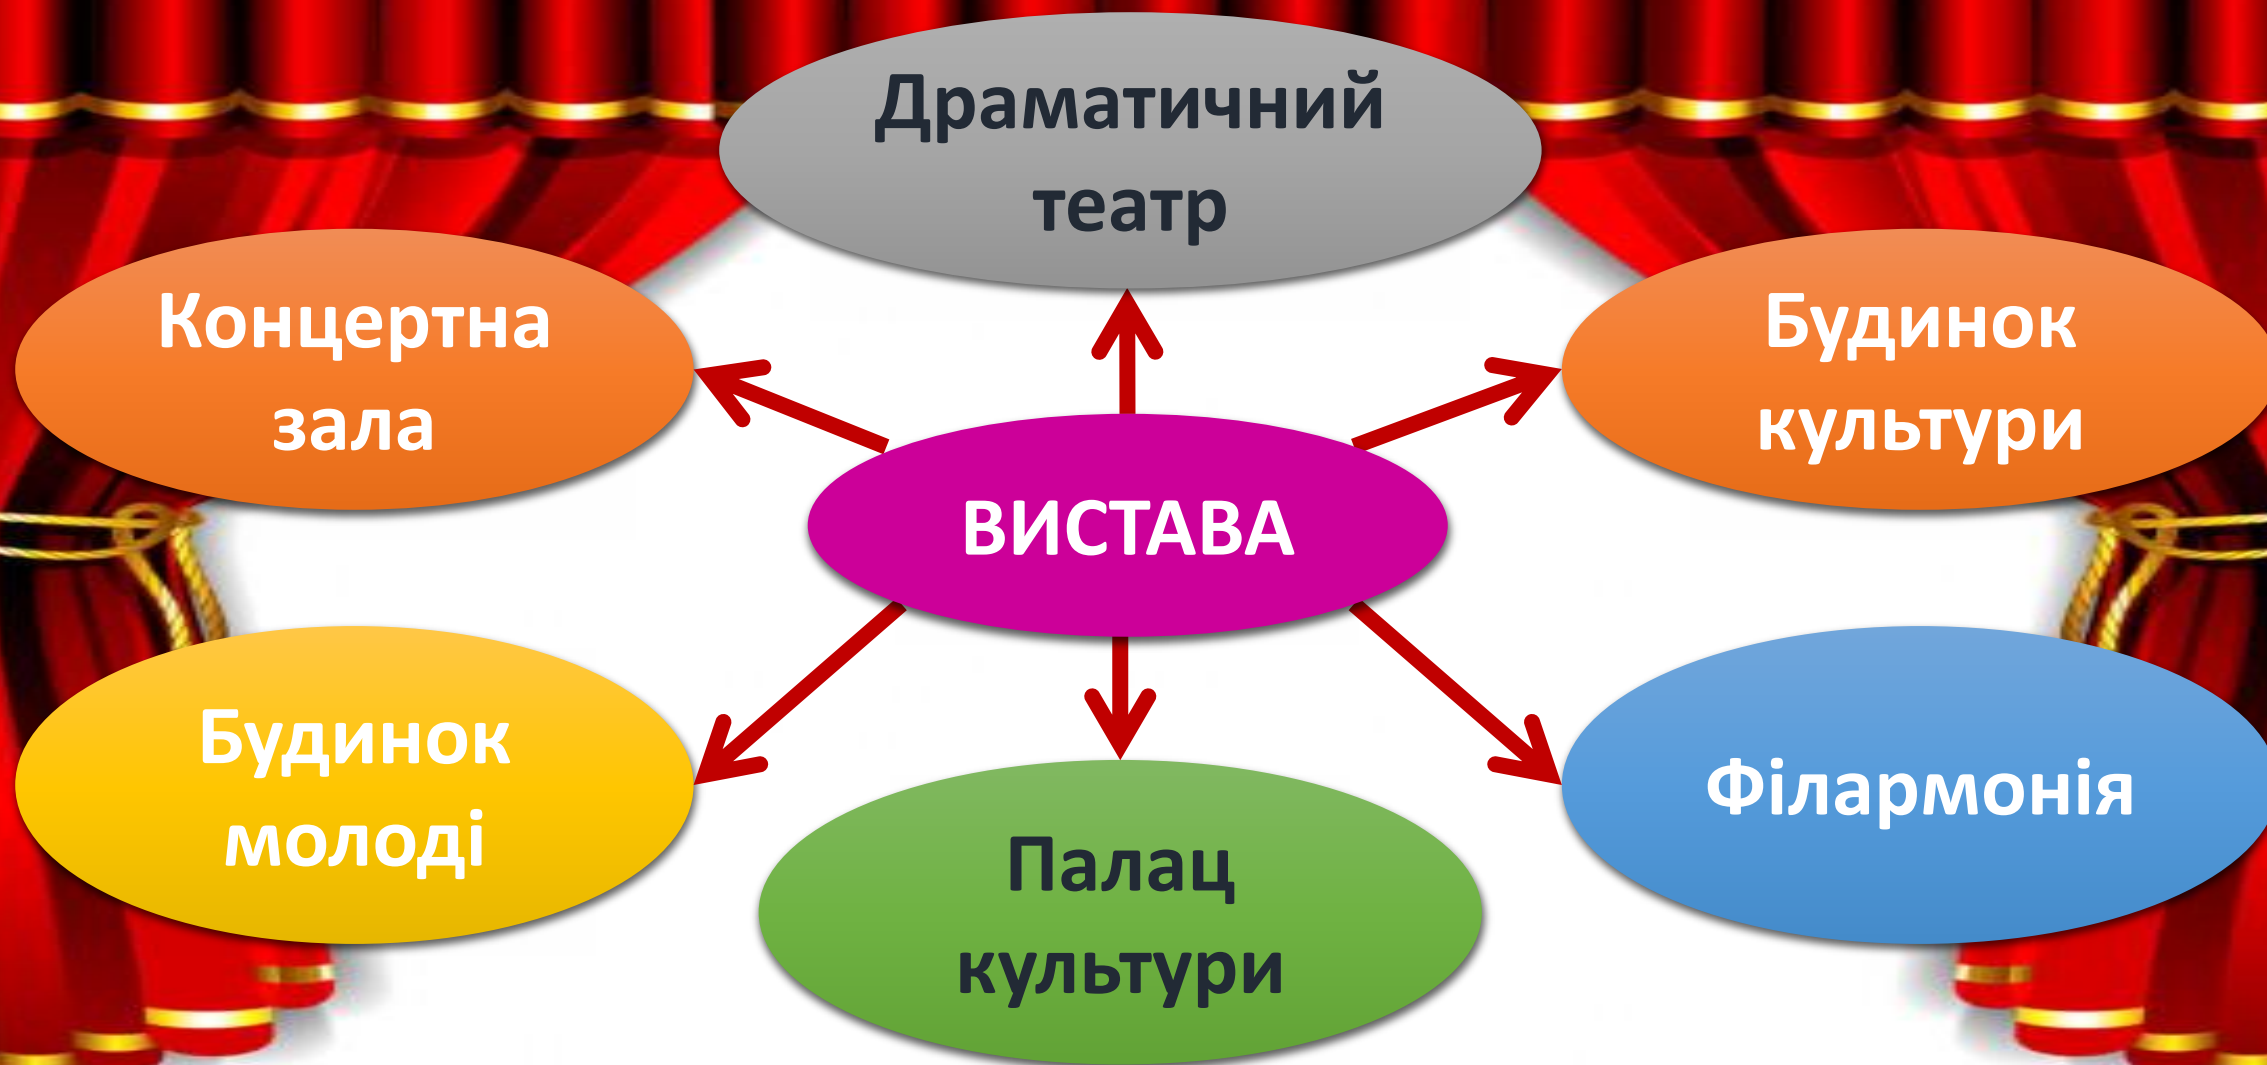 Драматичний
театр
Концертна
зала
Будинок
культури
ВИСТАВА
Будинок
молоді
Філармонія
Палац
культури